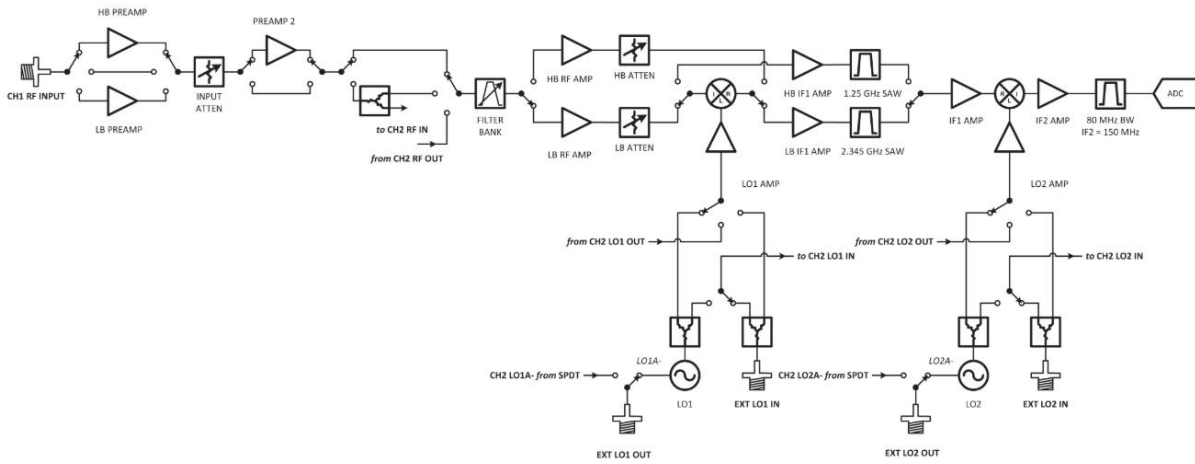 HB PREAMP
PREAMP 2
CH1 RF INPUT
INPUT
ATTEN
LB PREAMP
to CH2 RF IN
from CH2 RF OUT
FILTER
BANK
HB RF AMP
HB ATTEN
LB RF AMP
LB ATTEN
I
R
L
HB IF1 AMP
1.25 GHz SAW
LB IF1 AMP
2.345 GHz SAW
IF1 AMP
R
I
L
IF2 AMP
80 MHz BW
IF2 = 150 MHz
ADC
LO1 AMP
from CH2 LO1 OUT
to CH2 LO1 IN
LO1A-
CH2 LO1A- from SPDT
LO1
EXT LO1 IN
EXT LO1 OUT
LO2 AMP
from CH2 LO2 OUT
to CH2 LO2 IN
LO2A-
CH2 LO2A- from SPDT
LO2
EXT LO2 IN
EXT LO2 OUT